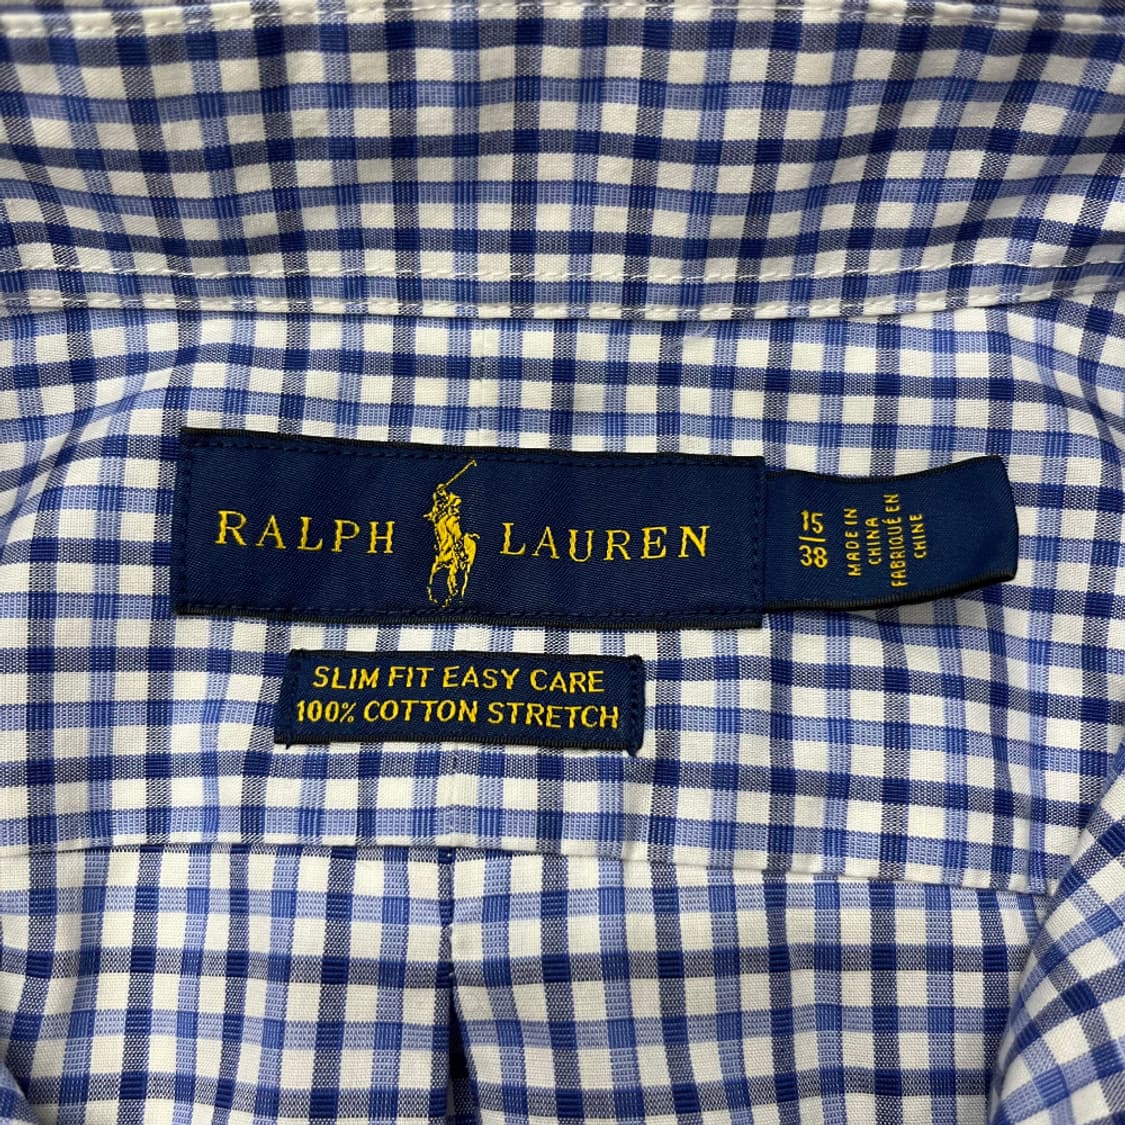 RALPH LAUREN
15/38
MADE IN
CHINA
FABRIQUÉ EN
CHINE
SLIM FIT EASY CARE
100% COTTON STRETCH